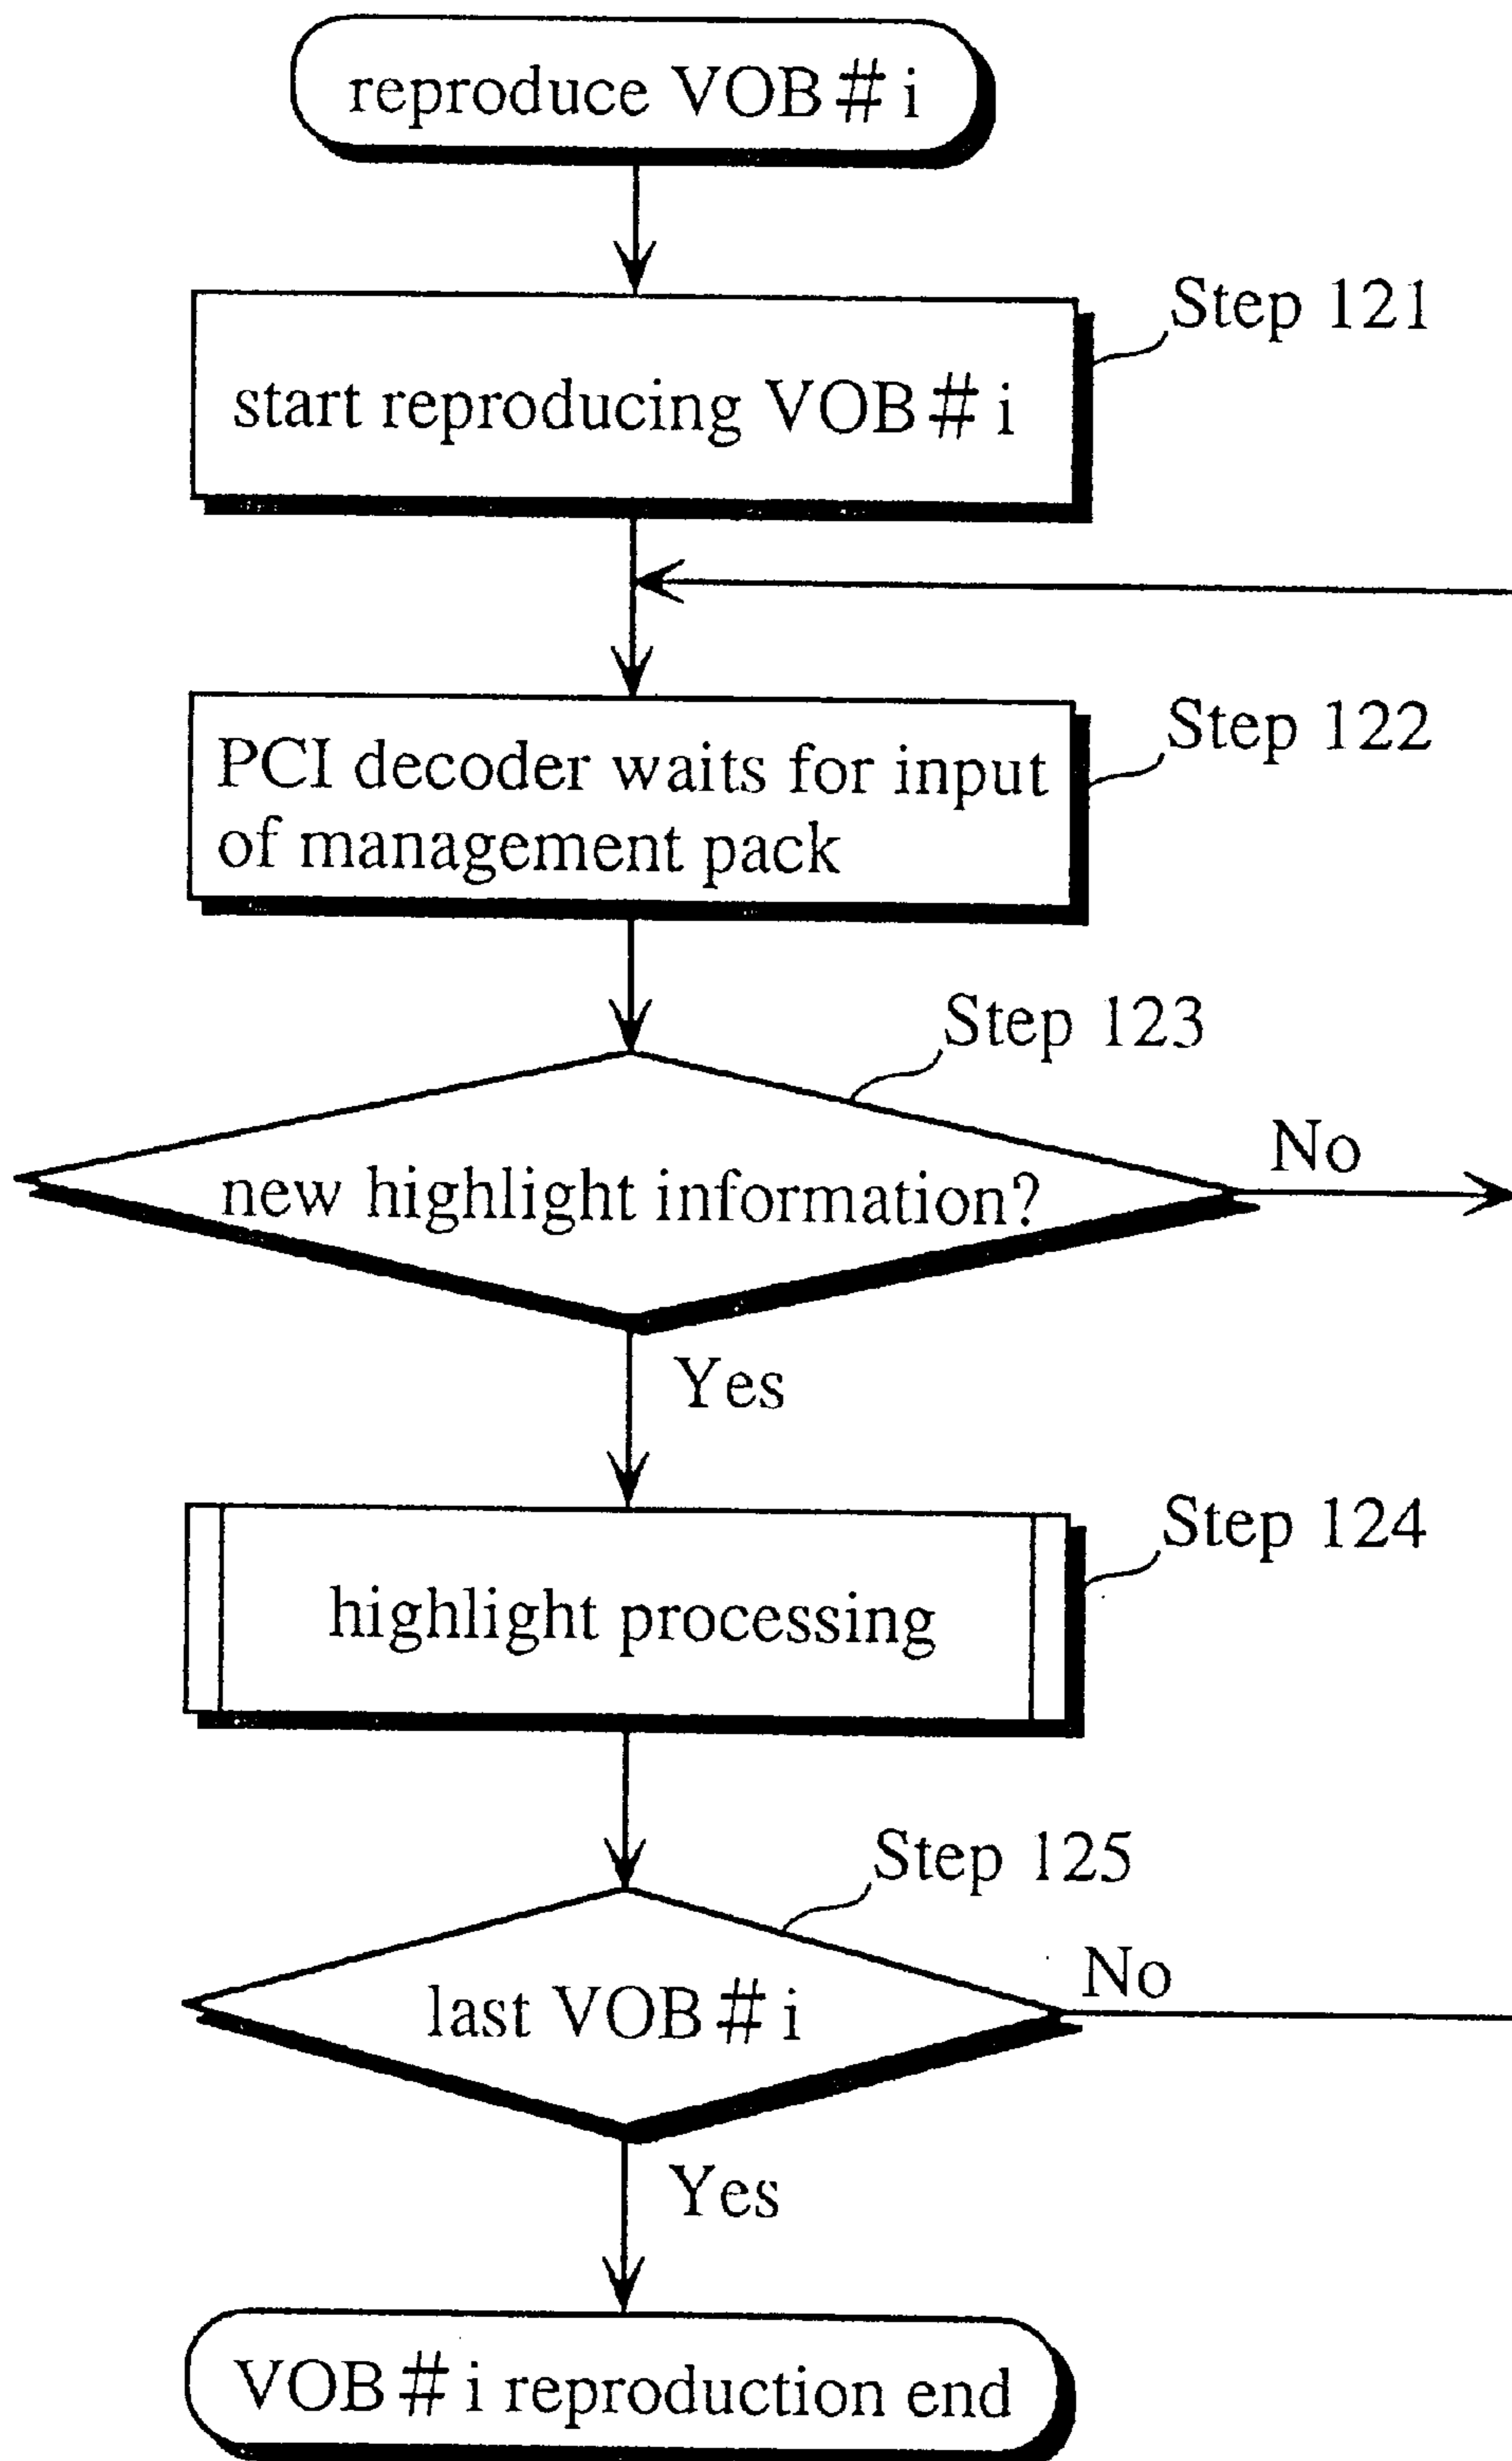 reproduce VOB # i
Step 121
start reproducing VOB # i
Step 122
PCI decoder waits for input
of management pack
Step 123
No
new highlight information?
Yes
Step 124
highlight processing
Step 125
No
last VOB # i
Yes
VOB # i reproduction end